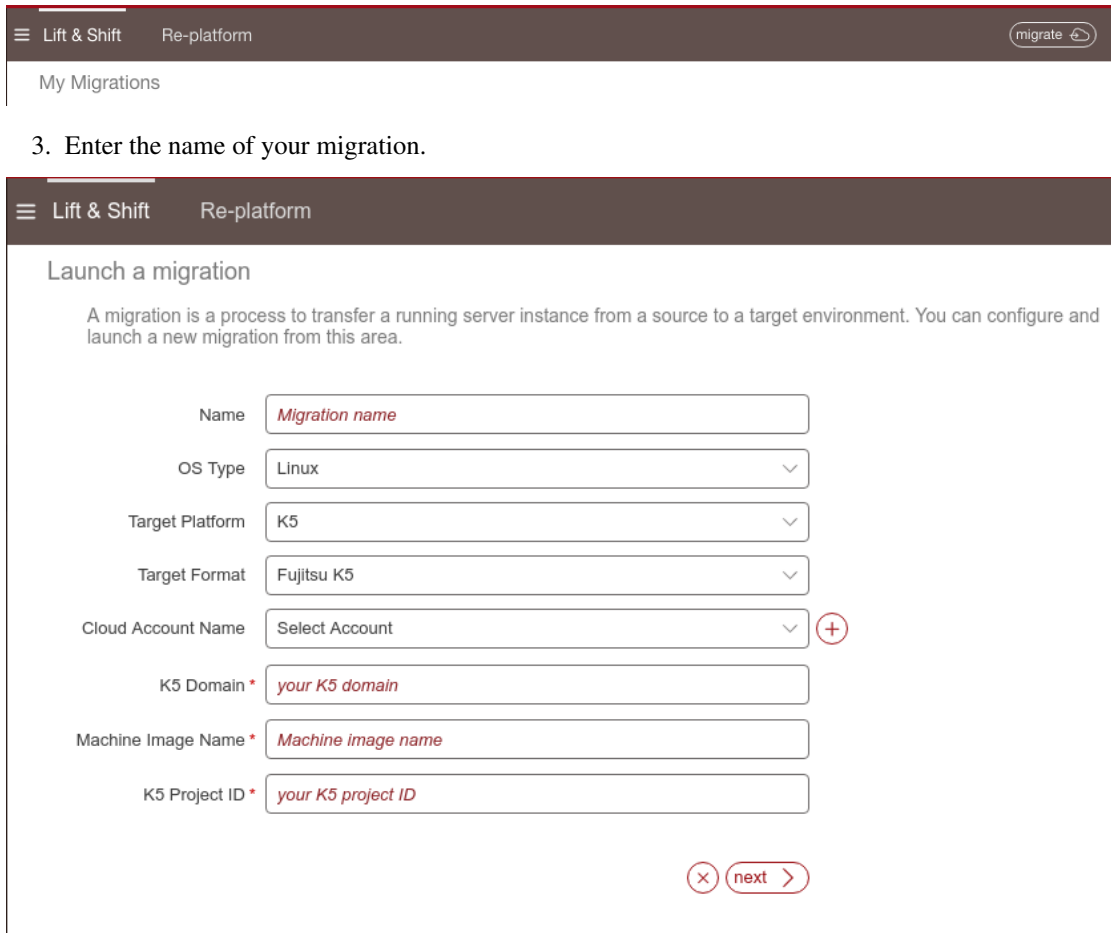 Lift & Shift Re-platform migrate
My Migrations
3. Enter the name of your migration.
Lift & Shift Re-platform
Launch a migration
A migration is a process to transfer a running server instance from a source to a target environment. You can configure and
launch a new migration from this area.
Name Migration name
OS Type Linux
Target Platform K5
Target Format Fujitsu K5
Cloud Account Name Select Account
K5 Domain * your K5 domain
Machine Image Name * Machine image name
K5 Project ID * your K5 project ID
next